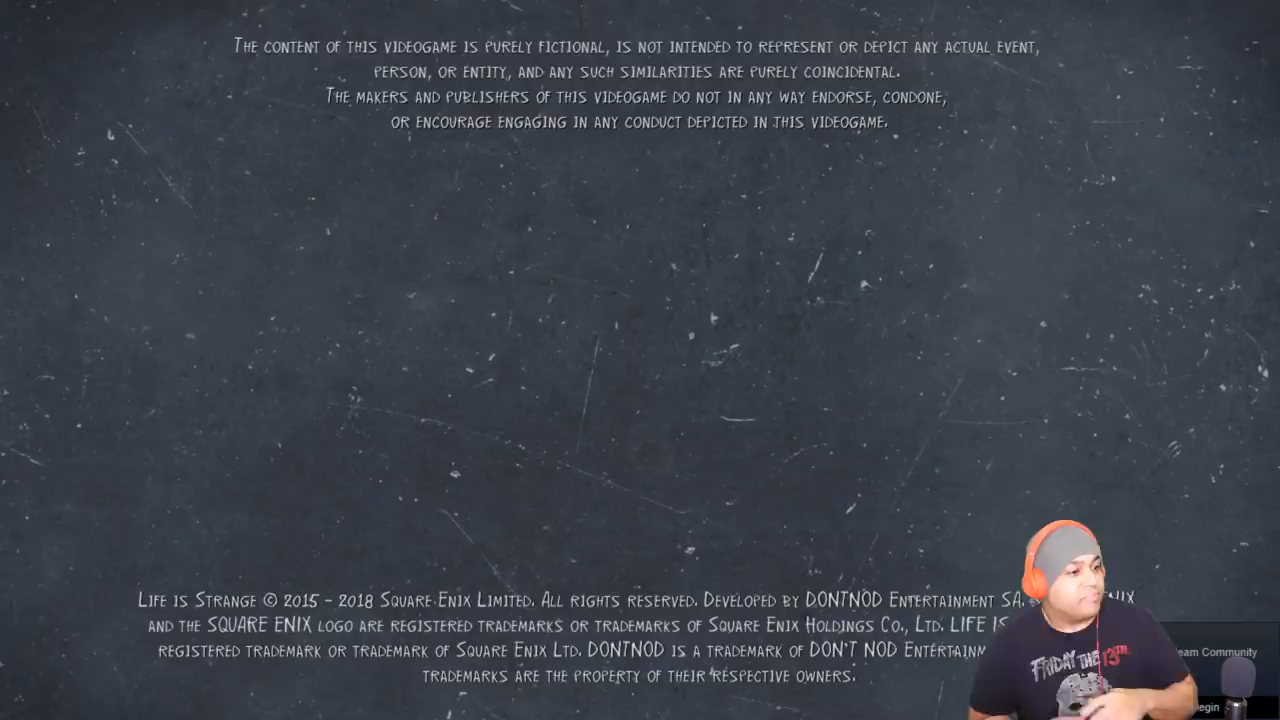 The content of this videogame is purely fictional, is not intended to represent or depict any actual event,
person, or entity, and any such similarities are purely coincidental.
The makers and publishers of this videogame do not in any way endorse, condone,
or encourage engaging in any conduct depicted in this videogame.
Life is Strange © 2015 - 2018 Square Enix Limited. All rights reserved. Developed by DONTNOD Entertainment SA.
and the SQUARE ENIX logo are registered trademarks or trademarks of Square Enix Holdings Co., Ltd. LIFE IS
registered trademark or trademark of Square Enix Ltd. DONTNOD is a trademark of DON'T NOD
trademarks are the property of their respective owners.
FRIDAY THE 13TH
Community